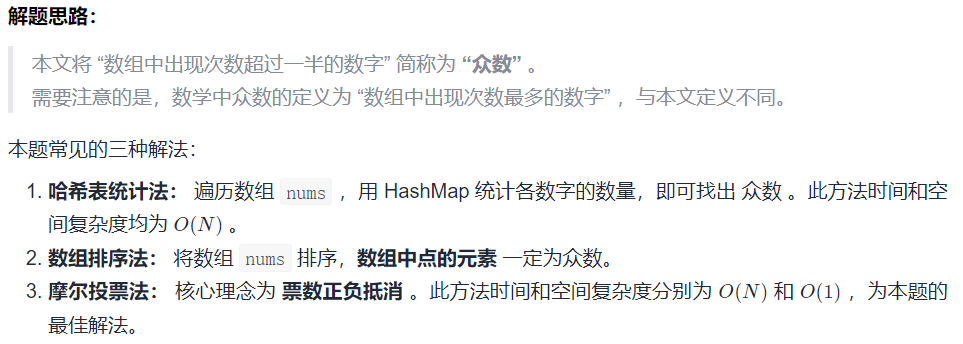 解题思路：
本文将 “数组中出现次数超过一半的数字” 简称为 “众数” 。
需要注意的是，数学中众数的定义为 “数组中出现次数最多的数字” ，与本文定义不同。
本题常见的三种解法：
1. 哈希表统计法： 遍历数组 nums ，用 HashMap 统计各数字的数量，即可找出 众数 。此方法时间和空
间复杂度均为 O(N) 。
2. 数组排序法： 将数组 nums 排序，数组中点的元素 一定为众数。
3. 摩尔投票法： 核心理念为 票数正负抵消 。此方法时间和空间复杂度分别为 O(N) 和 O(1) ，为本题的
最佳解法。